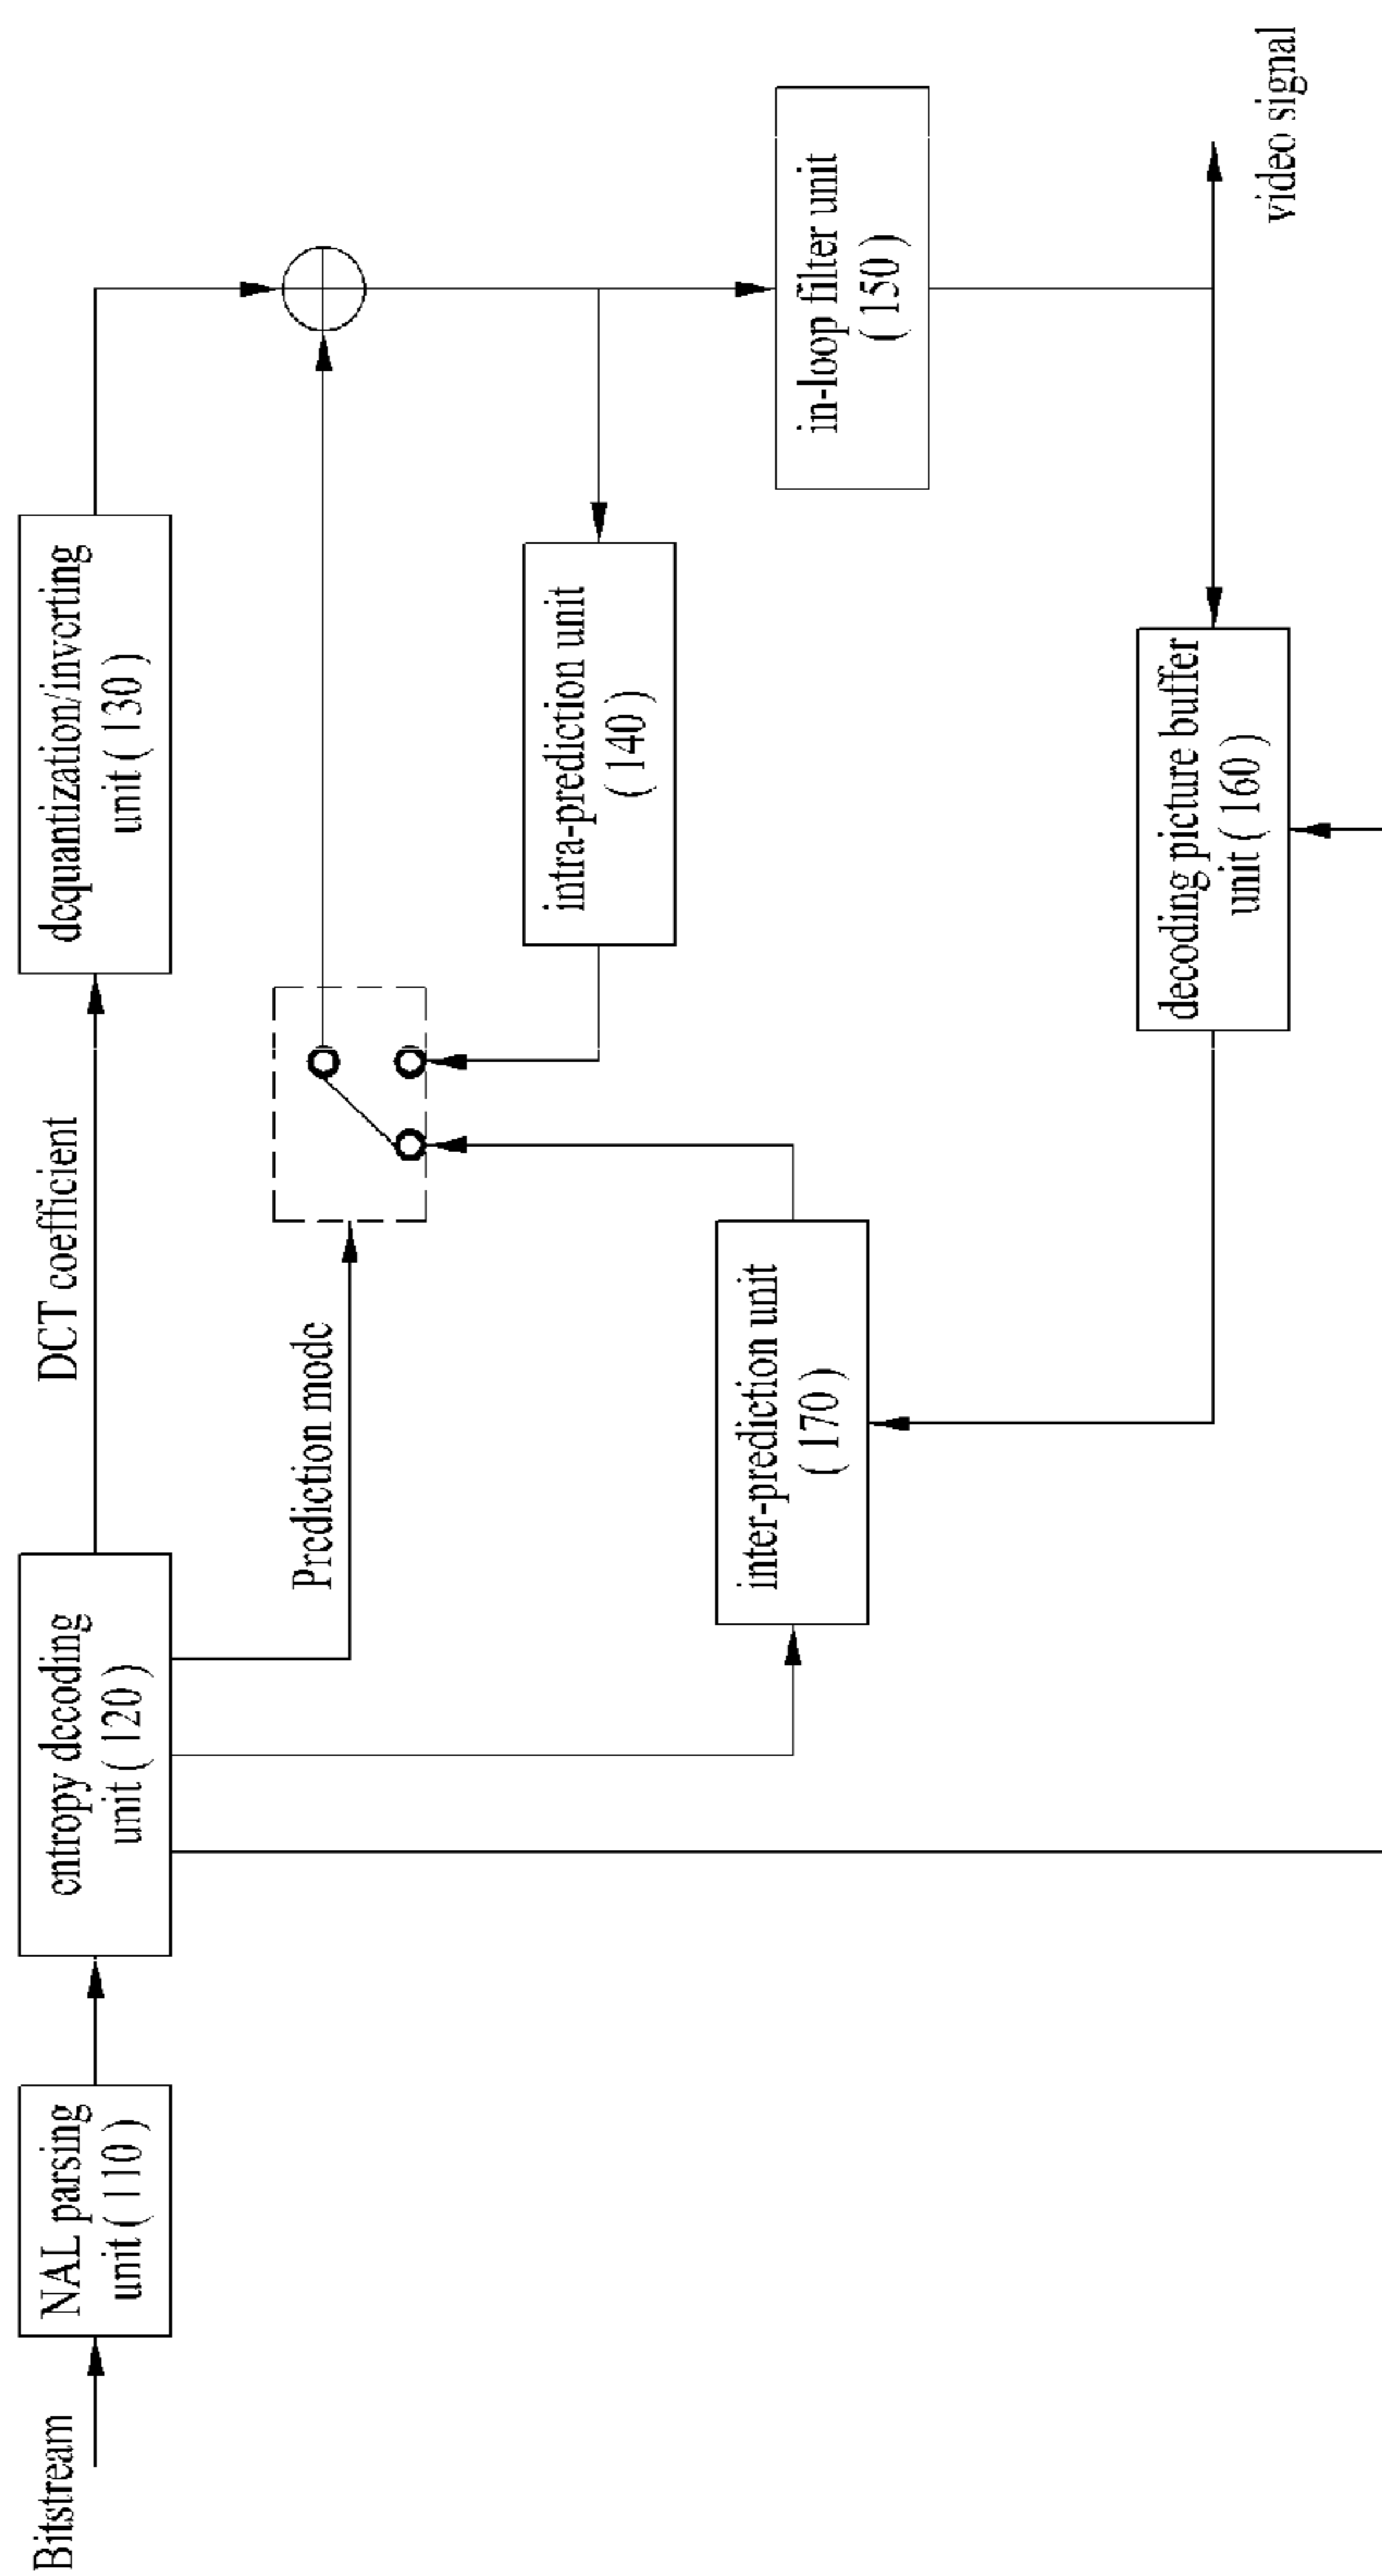 Bitstream
NAL parsing
unit ( 110 )
entropy decoding
unit ( 120 )
DCT coefficient
dequantization/inverting
unit ( 130 )
Prediction mode
intra-prediction unit
( 140 )
inter-prediction unit
( 170 )
in-loop filter unit
( 150 )
decoding picture buffer
unit ( 160 )
video signal